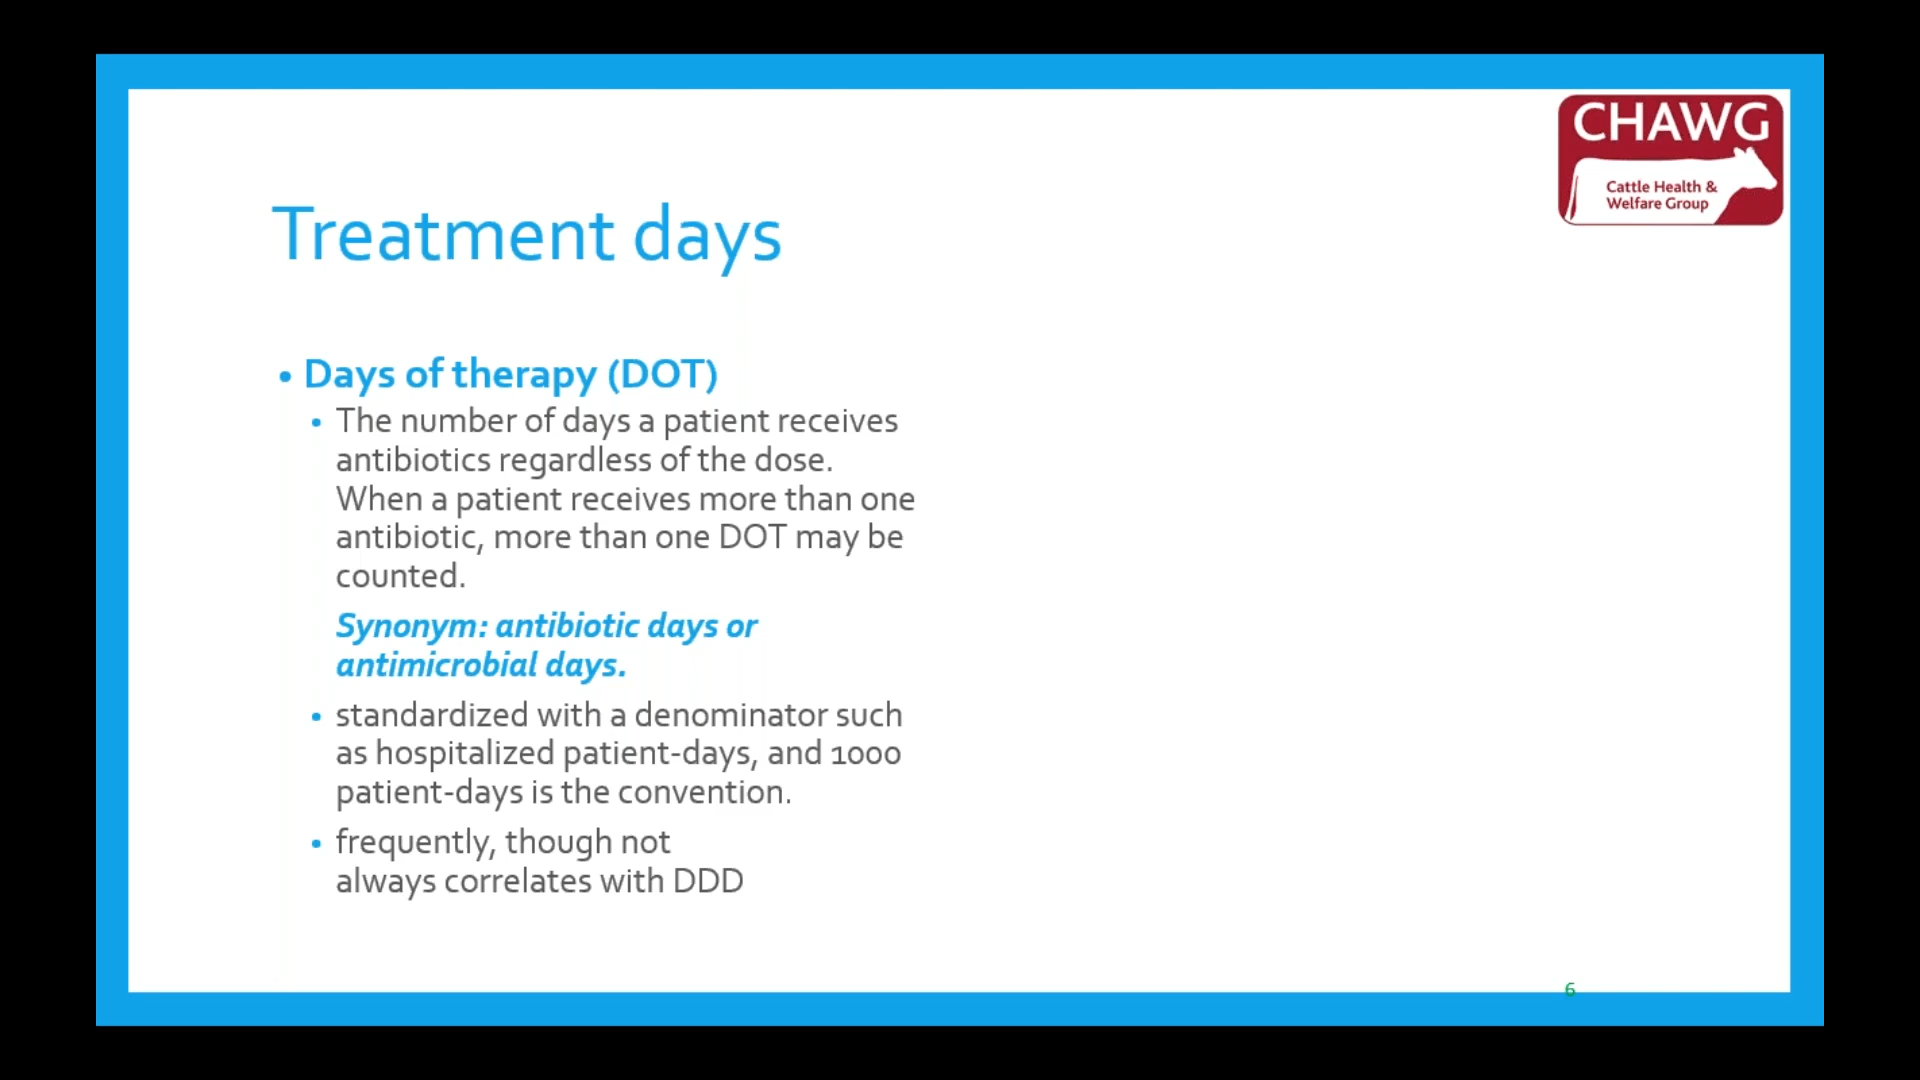 CHAWG
Cattle Health &
Welfare Group
Treatment days
• Days of therapy (DOT)
• The number of days a patient receives
antibiotics regardless of the dose.
When a patient receives more than one
antibiotic, more than one DOT may be
counted.
Synonym: antibiotic days or
antimicrobial days.
• standardized with a denominator such
as hospitalized patient-days, and 1000
patient-days is the convention.
• frequently, though not
always correlates with DDD
6